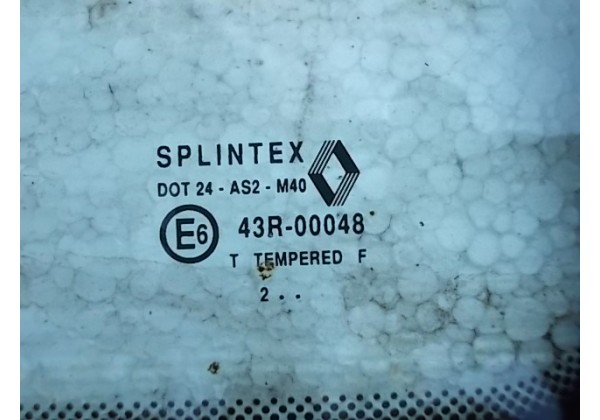 SPLINTEX
DOT 24 - AS2 - M40
E6 43R-00048
T TEMPERED F
2 . .